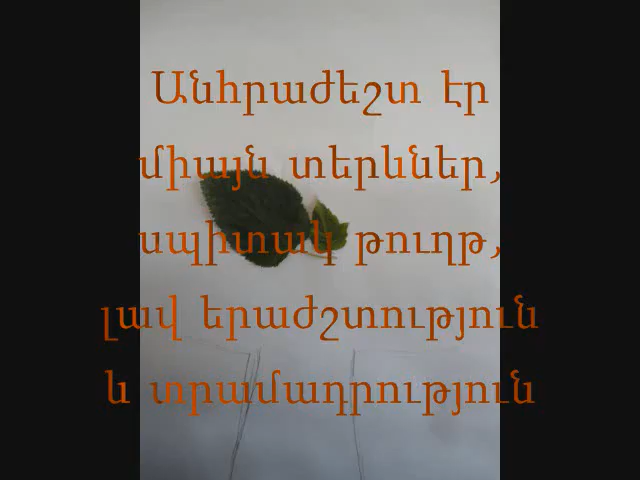 Անհրաժեշտ էր
միայն տերևներ,
սպիտակ թուղթ,
լավ երաժշտություն
և տրամադրություն